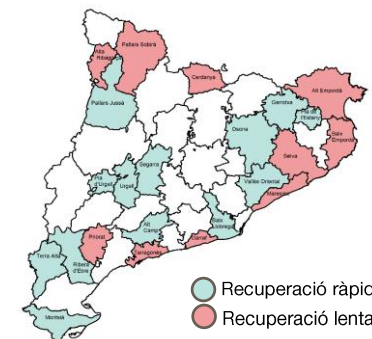 Alta
Ribagorça
Pallars Sobirà
Cerdanya
Alt Empordà
Pallars Jussà
Garrotxa
Pla de
l'Estany
Osona
Baix
Empordà
Segarra
Selva
Pla
d'Urgell
Urgell
Vallès Oriental
Maresme
Alt
Camp
Baix
Llobregat
Priorat
Garraf
Terra Alta
Tarragonès
Ribera
d'Ebre
Montsià
Recuperació ràpid
Recuperació lenta